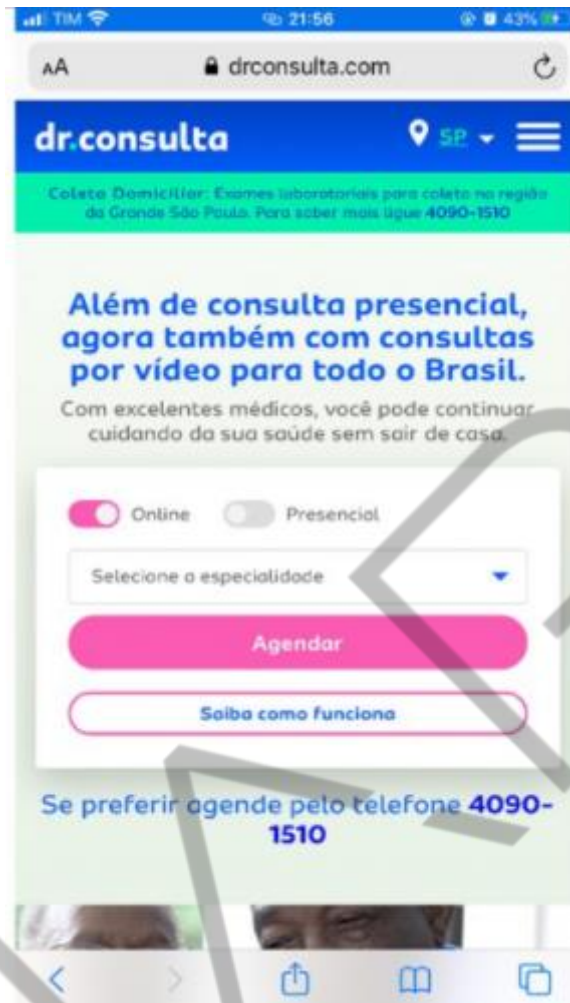 TIM 21:56 43%
AA drconsulta.com
dr.consulta SP
Coleta Domiciliar: Exames laboratoriais para coleta na região
da Grande São Paulo. Para saber mais ligue 4090-1510
Além de consulta presencial,
agora também com consultas
por vídeo para todo o Brasil.
Com excelentes médicos, você pode continuar
cuidando da sua saúde sem sair de casa.
Online Presencial
Selecione a especialidade
Agendar
Saiba como funciona
Se preferir agende pelo telefone 4090-
1510